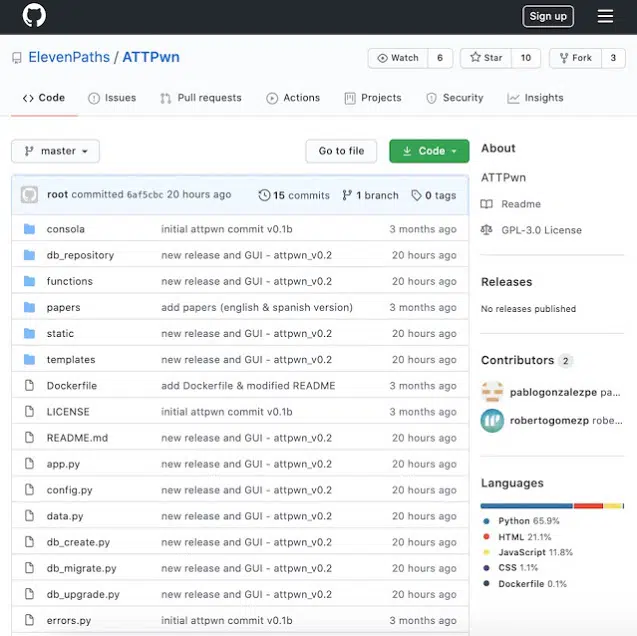 Sign up
ElevenPaths / ATTPwn
Watch 6 Star 10 Fork 3
Code Issues Pull requests Actions Projects Security Insights
master Go to file Code
root committed 6af5cbc 20 hours ago 15 commits 1 branch 0 tags
consola initial attpwn commit v0.1b 3 months ago
db_repository new release and GUI - attpwn_v0.2 20 hours ago
functions new release and GUI - attpwn_v0.2 20 hours ago
papers add papers (english & spanish version) 3 months ago
static new release and GUI - attpwn_v0.2 20 hours ago
templates new release and GUI - attpwn_v0.2 20 hours ago
Dockerfile add Dockerfile & modified README 3 months ago
LICENSE initial attpwn commit v0.1b 3 months ago
README.md new release and GUI - attpwn_v0.2 20 hours ago
app.py new release and GUI - attpwn_v0.2 20 hours ago
config.py new release and GUI - attpwn_v0.2 20 hours ago
data.py new release and GUI - attpwn_v0.2 20 hours ago
db_create.py new release and GUI - attpwn_v0.2 20 hours ago
db_migrate.py new release and GUI - attpwn_v0.2 20 hours ago
db_upgrade.py new release and GUI - attpwn_v0.2 20 hours ago
errors.py initial attpwn commit v0.1b 3 months ago
About
ATTPwn
Readme
GPL-3.0 License
Releases
No releases published
Contributors 2
pablogonzalezpe pa...
robertogomezp robe...
Languages
Python 65.9%
HTML 21.1%
JavaScript 11.8%
CSS 1.1%
Dockerfile 0.1%